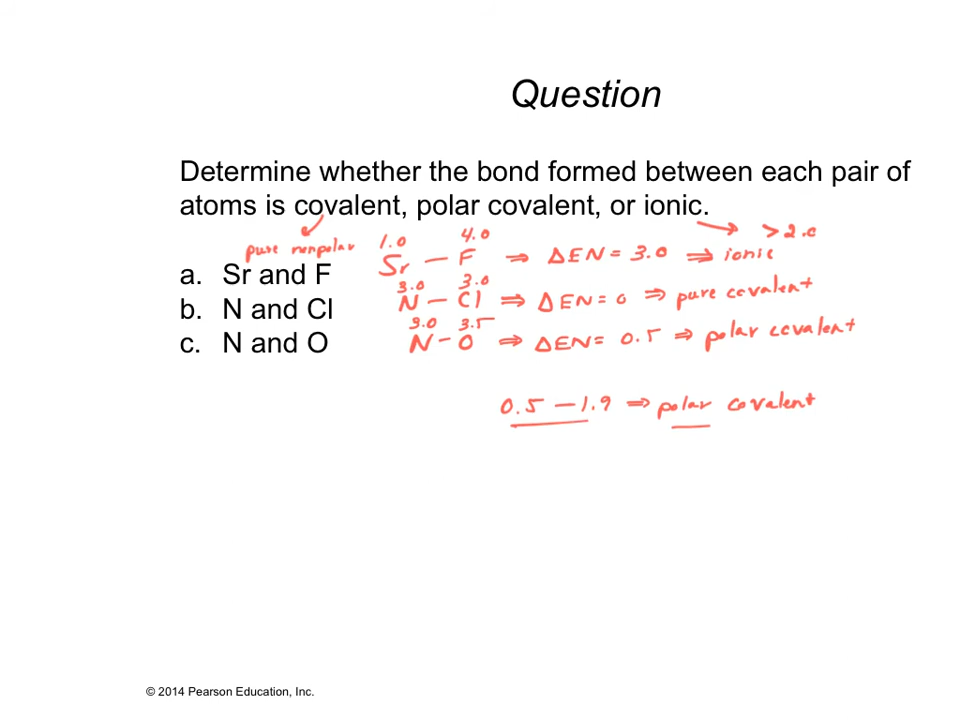 Question
Determine whether the bond formed between each pair of
atoms is covalent, polar covalent, or ionic.
> 2.0
pure nonpolar
1.0 4.0
a. Sr and F
Sr — F ⇒ ΔEN = 3.0 ⇒ ionic
3.0 3.0
b. N and Cl
N — Cl ⇒ ΔEN = 0 ⇒ pure covalent
3.0 3.5
c. N and O
N - O ⇒ ΔEN = 0.5 ⇒ polar covalent
0.5 — 1.9 ⇒ polar covalent
© 2014 Pearson Education, Inc.